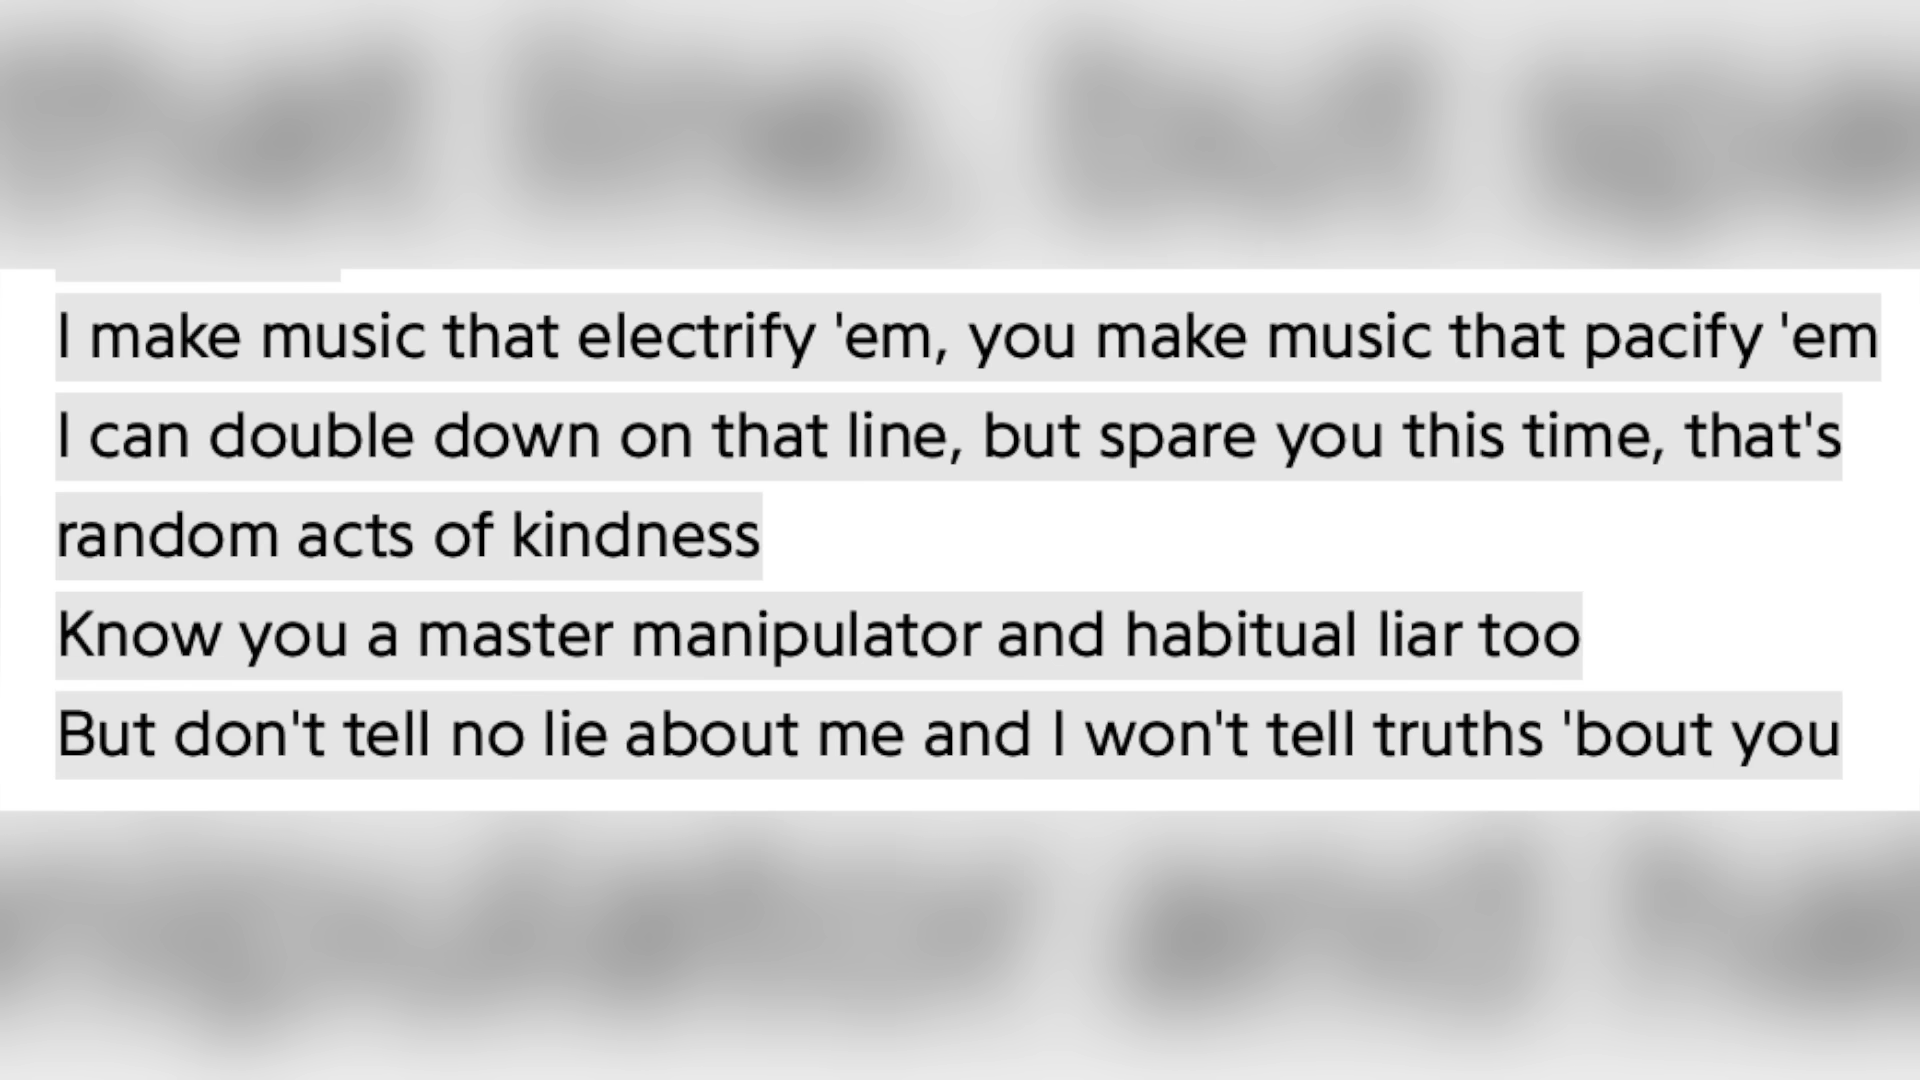 I make music that electrify 'em, you make music that pacify 'em
I can double down on that line, but spare you this time, that's
random acts of kindness
Know you a master manipulator and habitual liar too
But don't tell no lie about me and I won't tell truths 'bout you